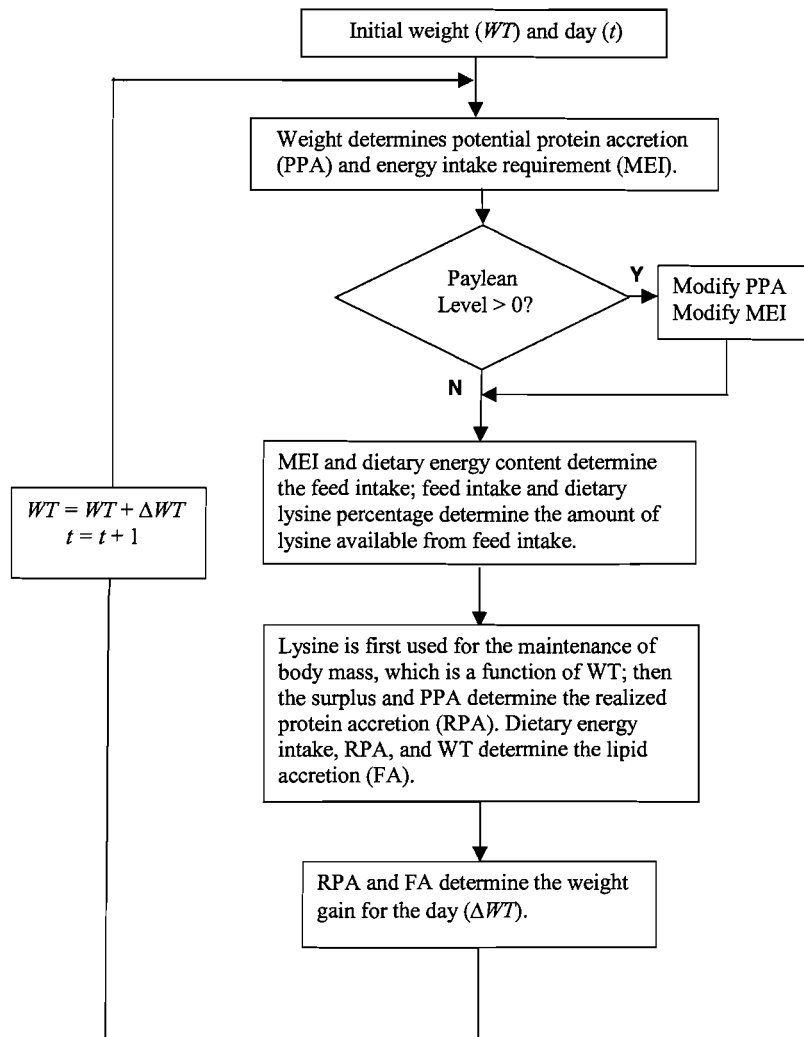 Initial weight (WT) and day (t)
Weight determines potential protein accretion
(PPA) and energy intake requirement (MEI).
Paylean
Level > 0?
Y
Modify PPA
Modify MEI
N
MEI and dietary energy content determine
the feed intake; feed intake and dietary
lysine percentage determine the amount of
lysine available from feed intake.
WT = WT + ΔWT
t = t + 1
Lysine is first used for the maintenance of
body mass, which is a function of WT; then
the surplus and PPA determine the realized
protein accretion (RPA). Dietary energy
intake, RPA, and WT determine the lipid
accretion (FA).
RPA and FA determine the weight
gain for the day (ΔWT).